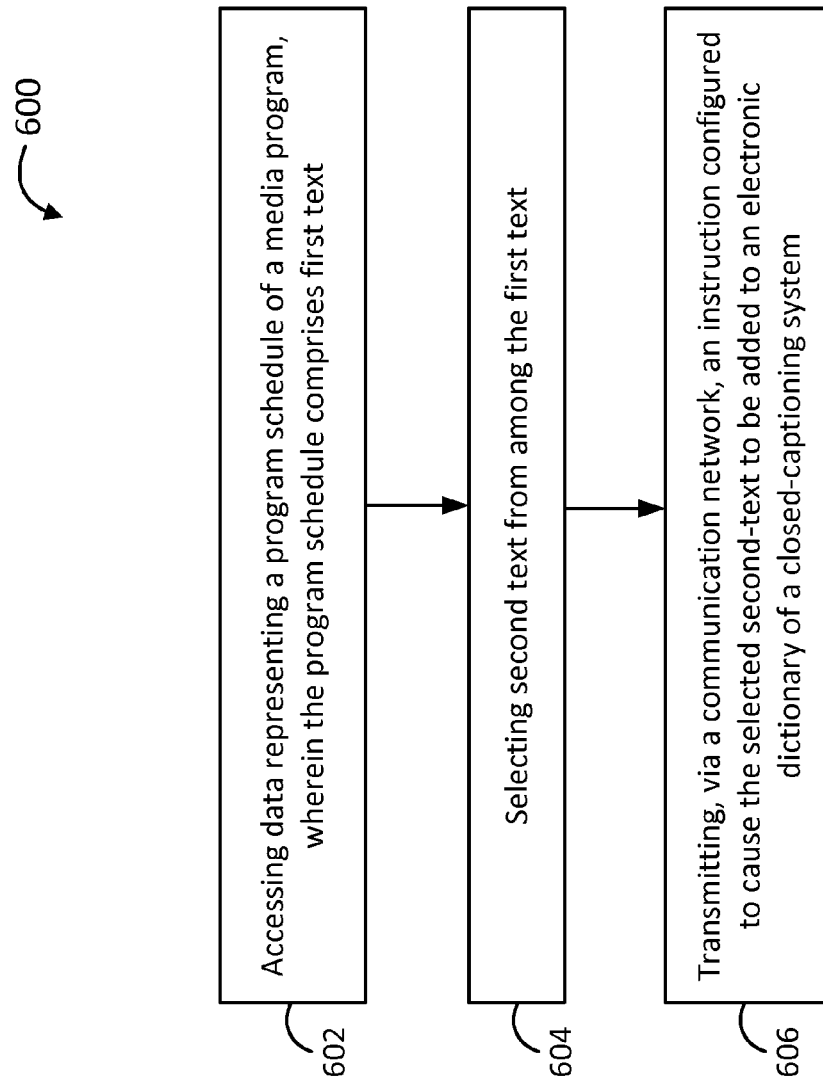 600
602
Accessing data representing a program schedule of a media program,
wherein the program schedule comprises first text
604
Selecting second text from among the first text
606
Transmitting, via a communication network, an instruction configured
to cause the selected second-text to be added to an electronic
dictionary of a closed-captioning system